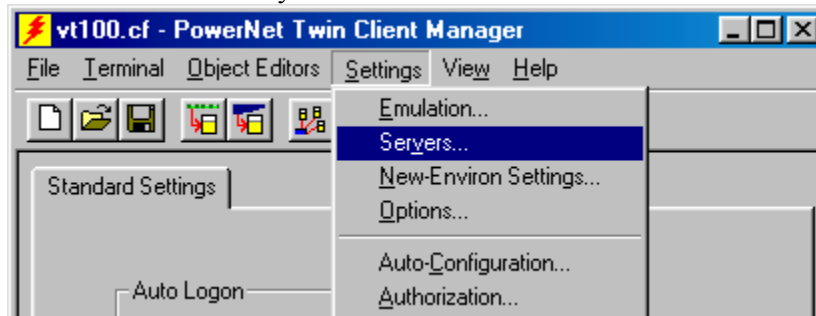 vt100.cf - PowerNet Twin Client Manager
File Terminal Object Editors Settings View Help
Emulation...
Servers...
New-Environ Settings...
Standard Settings
Options...
Auto-Configuration...
Auto Logon
Authorization...